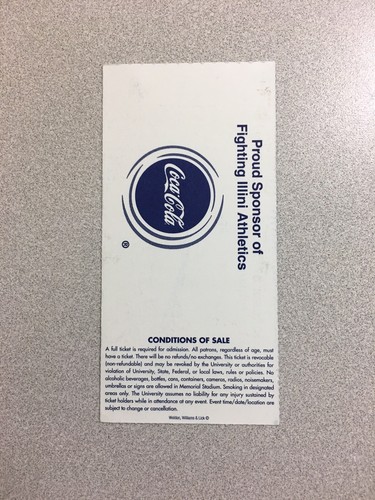 Proud Sponsor of
Fighting Illini Athletics
Coca-Cola
®
CONDITIONS OF SALE
A full ticket is required for admission. All patrons, regardless of age, must
have a ticket. There will be no refunds/no exchanges. This ticket is revocable
(non-refundable) and may be revoked by the University or authorities for
violation of University, State, Federal, or local laws, rules or policies. No
alcoholic beverages, bottles, cans, containers, cameras, radios, noisemakers,
umbrellas or signs are allowed in Memorial Stadium. Smoking in designated
areas only. The University assumes no liability for any injury sustained by
ticket holders while in attendance at any event. Event time/date/location are
subject to change or cancellation.
Weldon, Williams & Lick ®